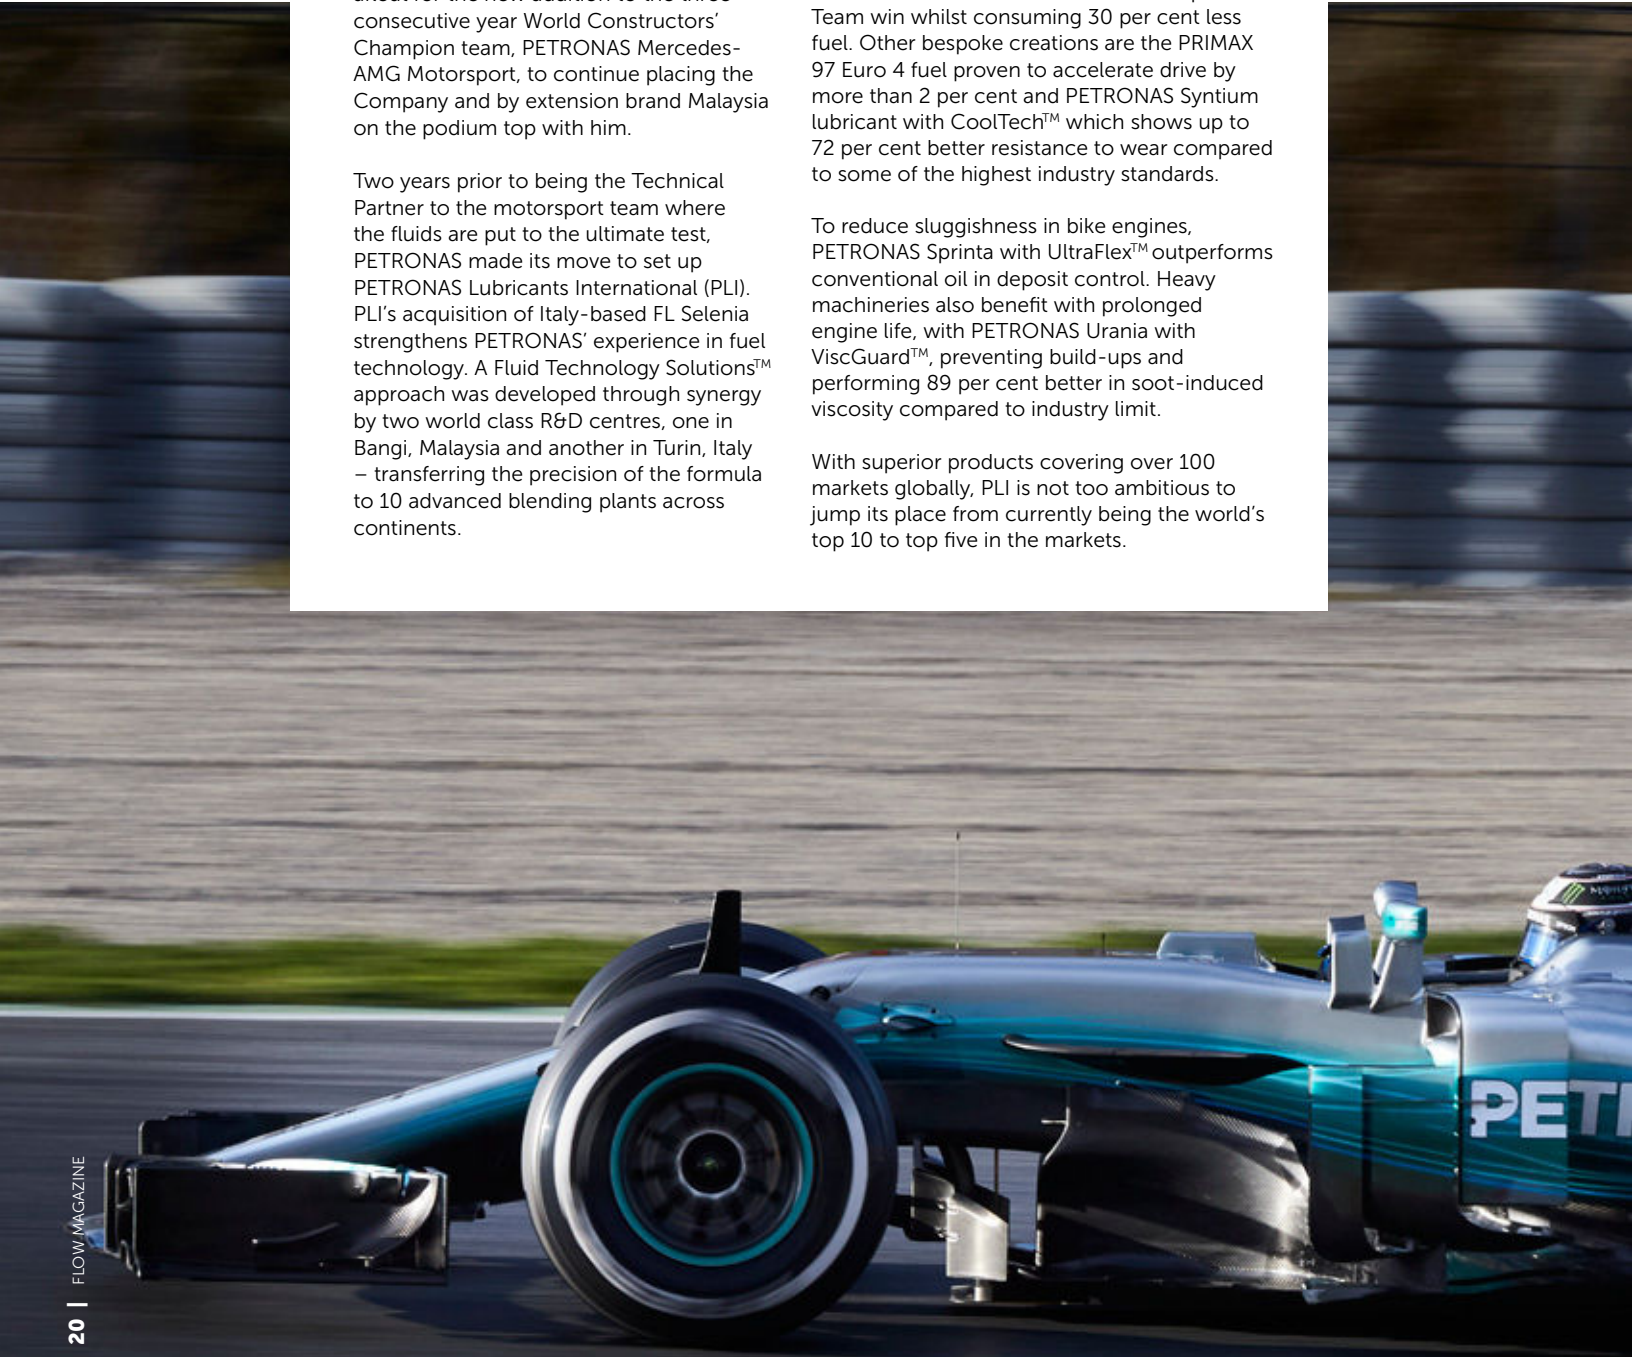 consecutive year World Constructors’
Champion team, PETRONAS Mercedes-
AMG Motorsport, to continue placing the
Company and by extension brand Malaysia
on the podium top with him.
Two years prior to being the Technical
Partner to the motorsport team where
the fluids are put to the ultimate test,
PETRONAS made its move to set up
PETRONAS Lubricants International (PLI).
PLI’s acquisition of Italy-based FL Selenia
strengthens PETRONAS’ experience in fuel
technology. A Fluid Technology Solutions™
approach was developed through synergy
by two world class R&D centres, one in
Bangi, Malaysia and another in Turin, Italy
– transferring the precision of the formula
to 10 advanced blending plants across
continents.
Team win whilst consuming 30 per cent less
fuel. Other bespoke creations are the PRIMAX
97 Euro 4 fuel proven to accelerate drive by
more than 2 per cent and PETRONAS Syntium
lubricant with CoolTech™ which shows up to
72 per cent better resistance to wear compared
to some of the highest industry standards.
To reduce sluggishness in bike engines,
PETRONAS Sprinta with UltraFlex™ outperforms
conventional oil in deposit control. Heavy
machineries also benefit with prolonged
engine life, with PETRONAS Urania with
ViscGuard™, preventing build-ups and
performing 89 per cent better in soot-induced
viscosity compared to industry limit.
With superior products covering over 100
markets globally, PLI is not too ambitious to
jump its place from currently being the world’s
top 10 to top five in the markets.
PET
20 | FLOW MAGAZINE